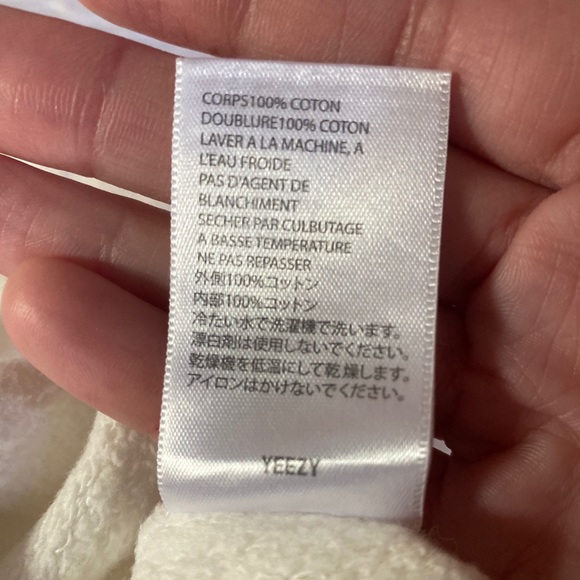 CORPS100% COTON
DOUBLURE100% COTON
LAVER A LA MACHINE, A
L'EAU FROIDE
PAS D'AGENT DE
BLANCHIMENT
SECHER PAR CULBUTAGE
A BASSE TEMPERATURE
NE PAS REPASSER
外側100%コットン
内部100%コットン
冷たい水で洗濯機で洗います。
漂白剤は使用しないでください。
乾燥機を低温にして乾燥します。
アイロンはかけないでください。
YEEZY